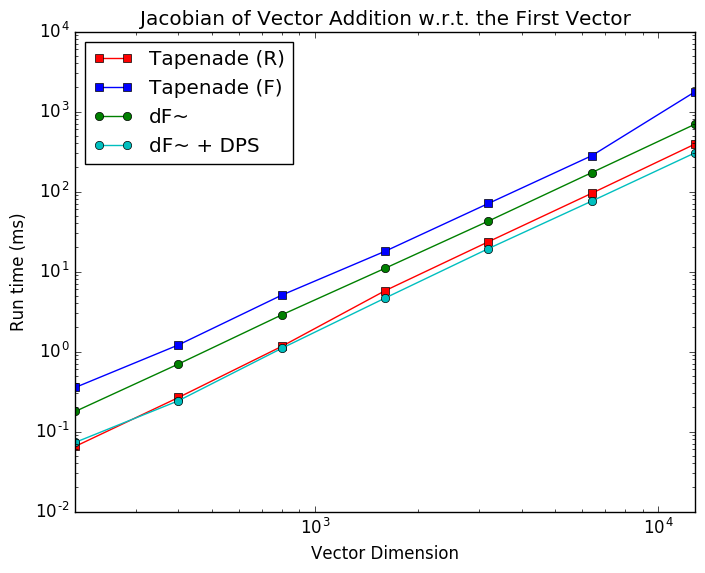 Jacobian of Vector Addition w.r.t. the First Vector
Tapenade (R)
Tapenade (F)
dF~
dF~ + DPS
10^4
10^3
10^2
10^1
10^0
10^-1
10^-2
Run time (ms)
10^3
10^4
Vector Dimension